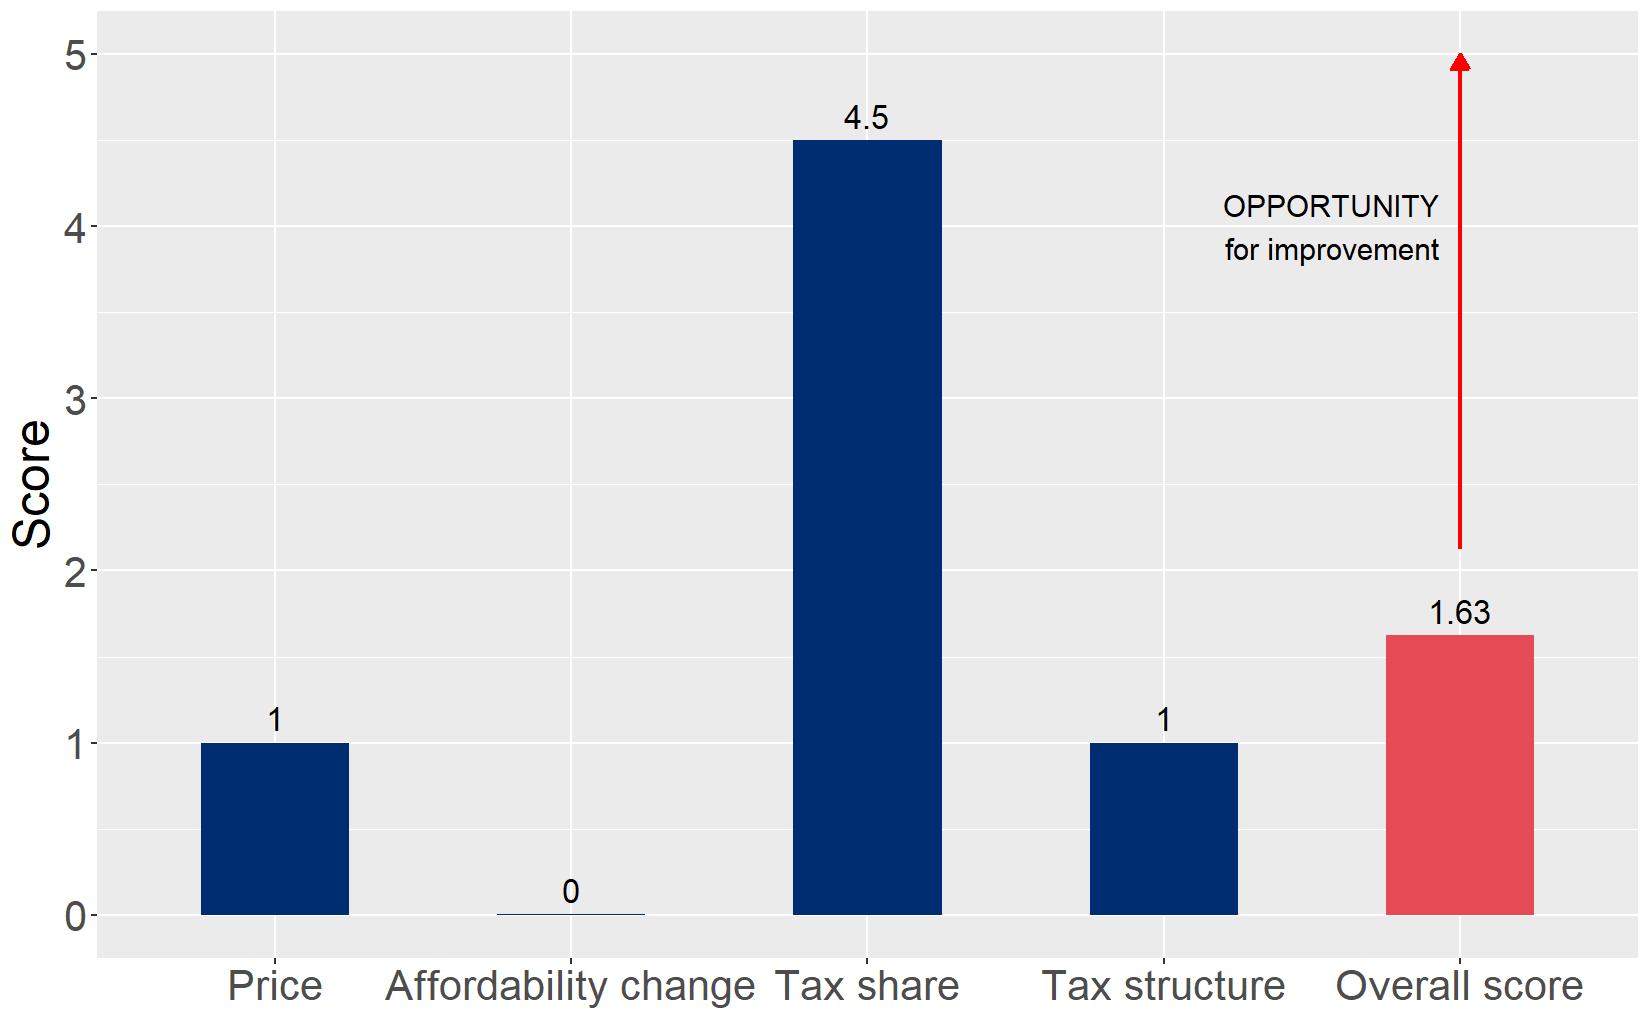 5
4.5
OPPORTUNITY
4
for improvement
3
Score
2
1.63
1
1
1
0
0
Price
Affordability change
Tax share
Tax structure
Overall score